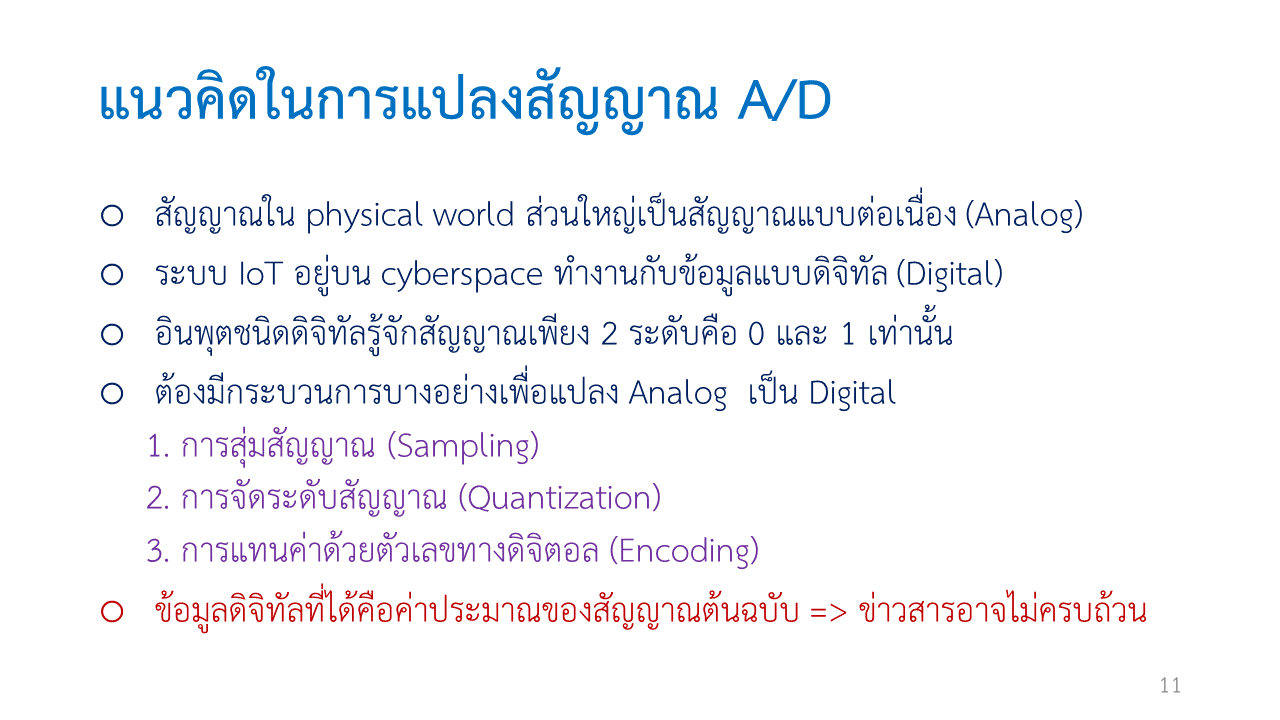 แนวคิดในการแปลงสัญญาณ A/D
o สัญญาณใน physical world ส่วนใหญ่เป็นสัญญาณแบบต่อเนื่อง (Analog)
o ระบบ IoT อยู่บน cyberspace ทำงานกับข้อมูลแบบดิจิทัล (Digital)
o อินพุตชนิดดิจิทัลรู้จักสัญญาณเพียง 2 ระดับคือ 0 และ 1 เท่านั้น
o ต้องมีกระบวนการบางอย่างเพื่อแปลง Analog เป็น Digital
1. การสุ่มสัญญาณ (Sampling)
2. การจัดระดับสัญญาณ (Quantization)
3. การแทนค่าด้วยตัวเลขทางดิจิตอล (Encoding)
o ข้อมูลดิจิทัลที่ได้คือค่าประมาณของสัญญาณต้นฉบับ => ข่าวสารอาจไม่ครบถ้วน
11